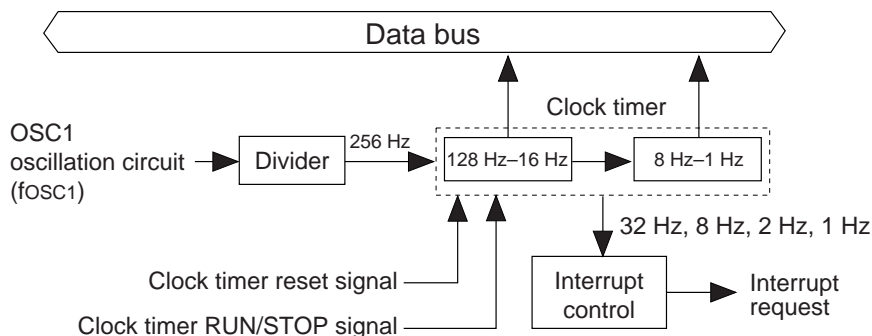 Data bus
Clock timer
OSC1
oscillation circuit
(fOSC1)
Divider
256 Hz
128 Hz–16 Hz
8 Hz–1 Hz
32 Hz, 8 Hz, 2 Hz, 1 Hz
Clock timer reset signal
Clock timer RUN/STOP signal
Interrupt
control
Interrupt
request